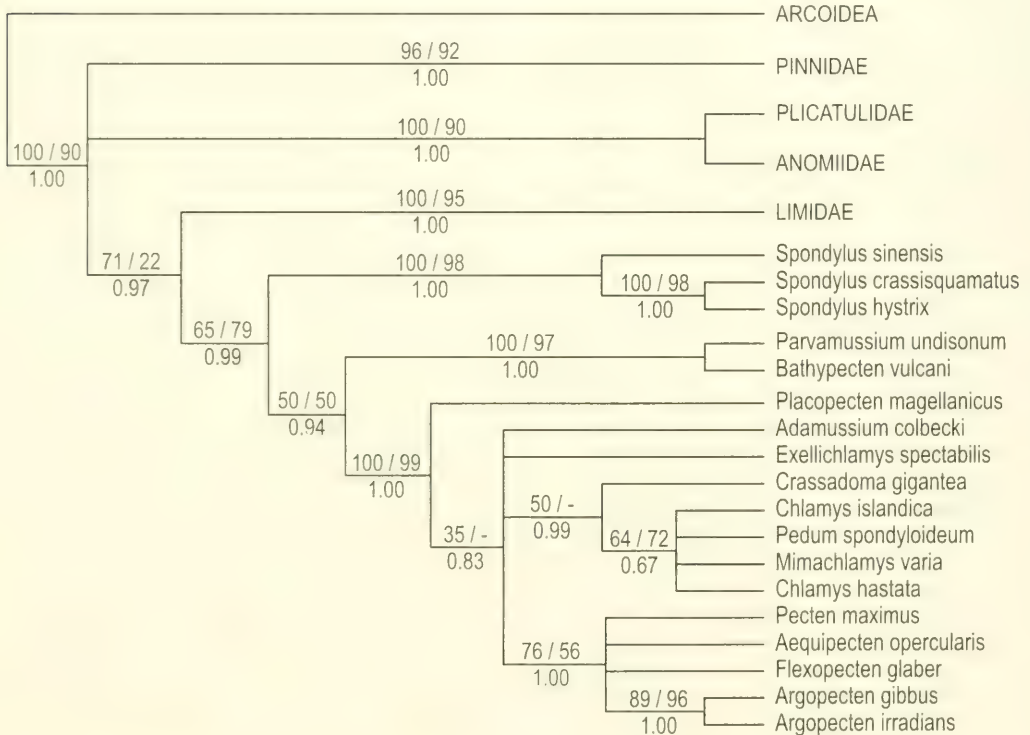 ARCOIDEA
96 / 92
1.00
PINNIDAE
PLICATULIDAE
100 / 90
1.00
ANOMIIDAE
100 / 90
1.00
100 / 95
1.00
LIMIDAE
71 / 22
0.97
Spondylus sinensis
100 / 98
1.00
100 / 98
1.00
Spondylus crassisquamatus
Spondylus hystrix
65 / 79
0.99
Parvamussium undisonum
100 / 97
1.00
Bathypecten vulcani
50 / 50
0.94
Placopecten magellanicus
Adamussium colbecki
Exellichlamys spectabilis
100 / 99
1.00
Crassadoma gigantea
50 / -
0.99
Chlamys islandica
Pedum spondyloideum
64 / 72
0.67
35 / -
0.83
Mimachlamys varia
Chlamys hastata
Pecten maximus
Aequipecten opercularis
76 / 56
1.00
Flexopecten glaber
89 / 96
1.00
Argopecten gibbus
Argopecten irradians